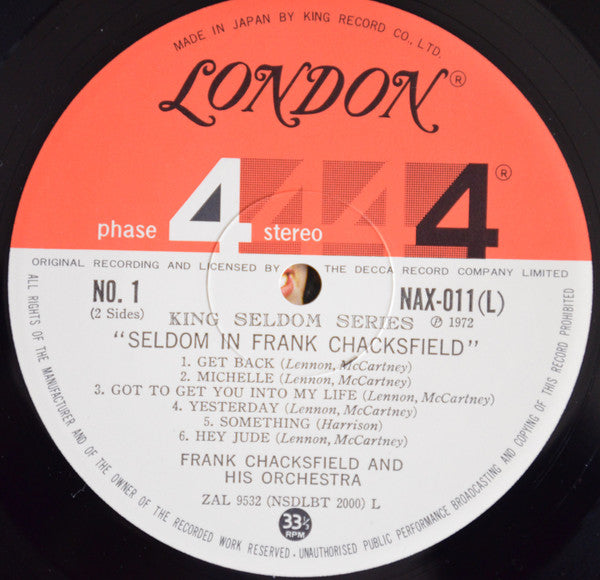 MADE IN JAPAN BY KING RECORD CO., LTD.
LONDON®
phase 4 stereo 4 4 4®
ORIGINAL RECORDING AND LICENSED BY THE DECCA RECORD COMPANY LIMITED
NO. 1
(2 Sides)
NAX-011(L)
KING SELDOM SERIES ℗ 1972
"SELDOM IN FRANK CHACKSFIELD"
1. GET BACK (Lennon, McCartney)
2. MICHELLE (Lennon, McCartney)
3. GOT TO GET YOU INTO MY LIFE (Lennon, McCartney)
4. YESTERDAY (Lennon, McCartney)
5. SOMETHING (Harrison)
6. HEY JUDE (Lennon, McCartney)
FRANK CHACKSFIELD AND
HIS ORCHESTRA
ZAL 9532 (NSDLBT 2000) L
33⅓
RPM
ALL RIGHTS OF THE MANUFACTURER AND OF THE OWNER OF THE RECORDED WORK RESERVED · UNAUTHORISED PUBLIC PERFORMANCE BROADCASTING AND COPYING OF THIS RECORD PROHIBITED